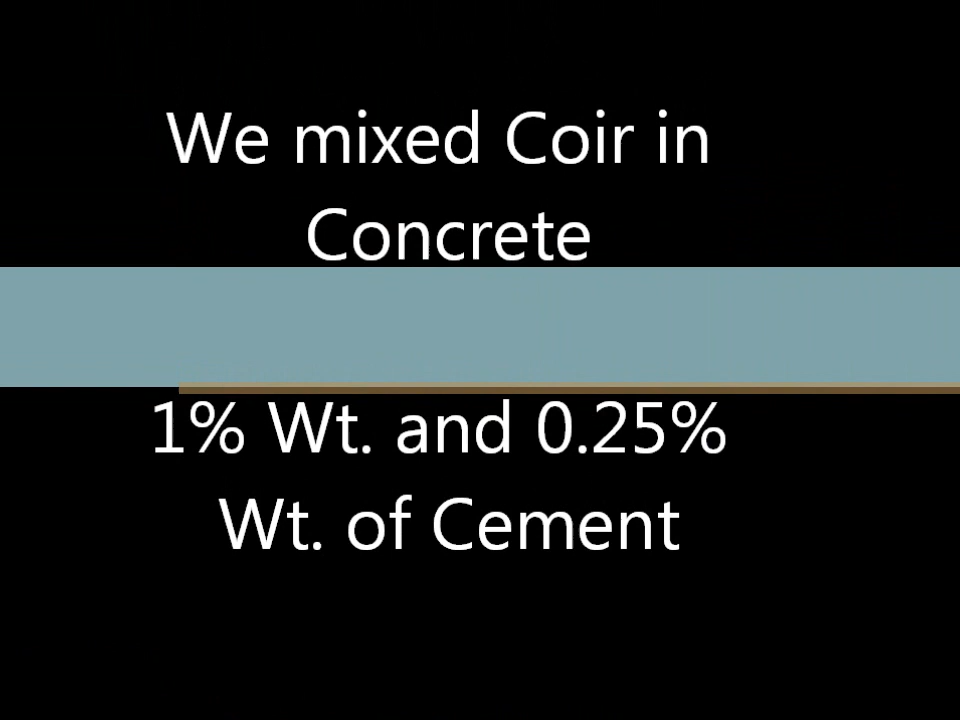 We mixed Coir in
Concrete
1% Wt. and 0.25%
Wt. of Cement